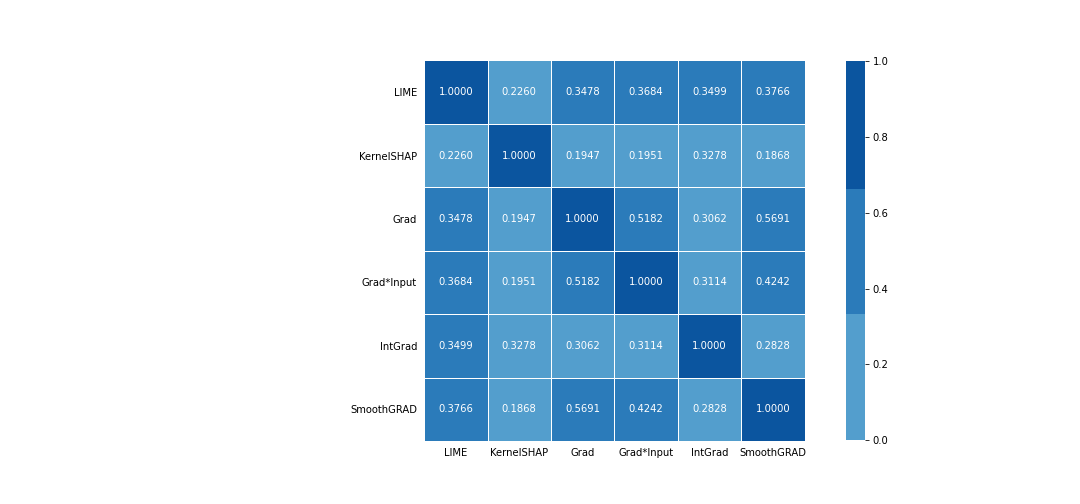 1.0
LIME 1.0000 0.2260 0.3478 0.3684 0.3499 0.3766
0.8
KernelSHAP 0.2260 1.0000 0.1947 0.1951 0.3278 0.1868
Grad 0.3478 0.1947 1.0000 0.5182 0.3062 0.5691
0.6
Grad*Input 0.3684 0.1951 0.5182 1.0000 0.3114 0.4242
0.4
IntGrad 0.3499 0.3278 0.3062 0.3114 1.0000 0.2828
0.2
SmoothGRAD 0.3766 0.1868 0.5691 0.4242 0.2828 1.0000
0.0
LIME KernelSHAP Grad Grad*Input IntGrad SmoothGRAD